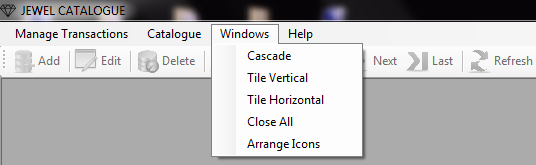 JEWEL CATALOGUE
Manage Transactions Catalogue Windows Help
Add Edit Delete Next Last Refresh
Cascade
Tile Vertical
Tile Horizontal
Close All
Arrange Icons